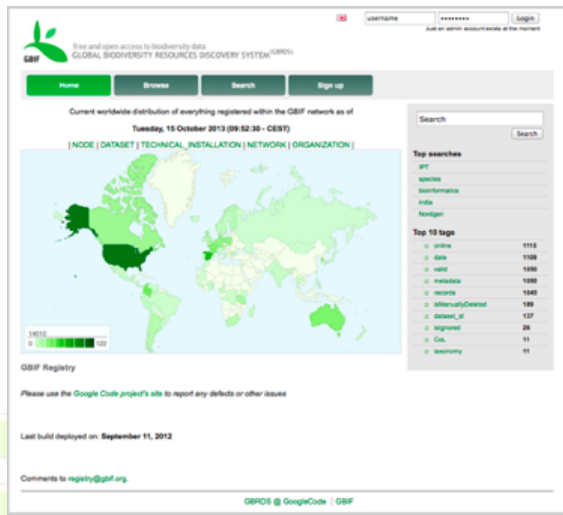 username
••••••••
Login
Just an admin account exists at the moment
GBIF
free and open access to biodiversity data
GLOBAL BIODIVERSITY RESOURCES DISCOVERY SYSTEM (GBRDS)
Home
Browse
Search
Sign up
Current worldwide distribution of everything registered within the GBIF network as of
Tuesday, 15 October 2013 (09:52:30 - CEST)
| NODE | DATASET | TECHNICAL_INSTALLATION | NETWORK | ORGANIZATION |
0
122
Search
Search
Top searches
IPT
species
bioinformatics
india
Nordgen
Top 10 tags
online 1113
data 1109
valid 1050
metadata 1050
records 1045
isManuallyDeleted 189
dataset_id 137
isIgnored 26
CoL 11
taxonomy 11
GBIF Registry
Please use the Google Code project's site to report any defects or other issues
Last build deployed on: September 11, 2012
Comments to registry@gbif.org.
GBRDS @ GoogleCode | GBIF